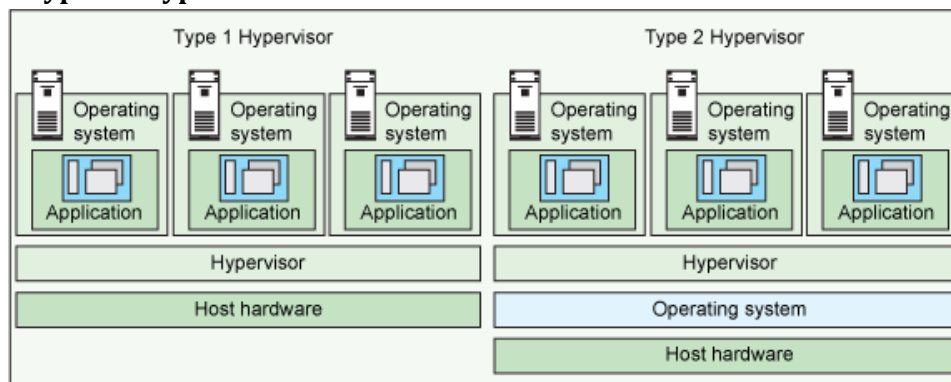 Type 1 Hypervisor
Operating
system
Application
Operating
system
Application
Operating
system
Application
Hypervisor
Host hardware
Type 2 Hypervisor
Operating
system
Application
Operating
system
Application
Operating
system
Application
Hypervisor
Operating system
Host hardware